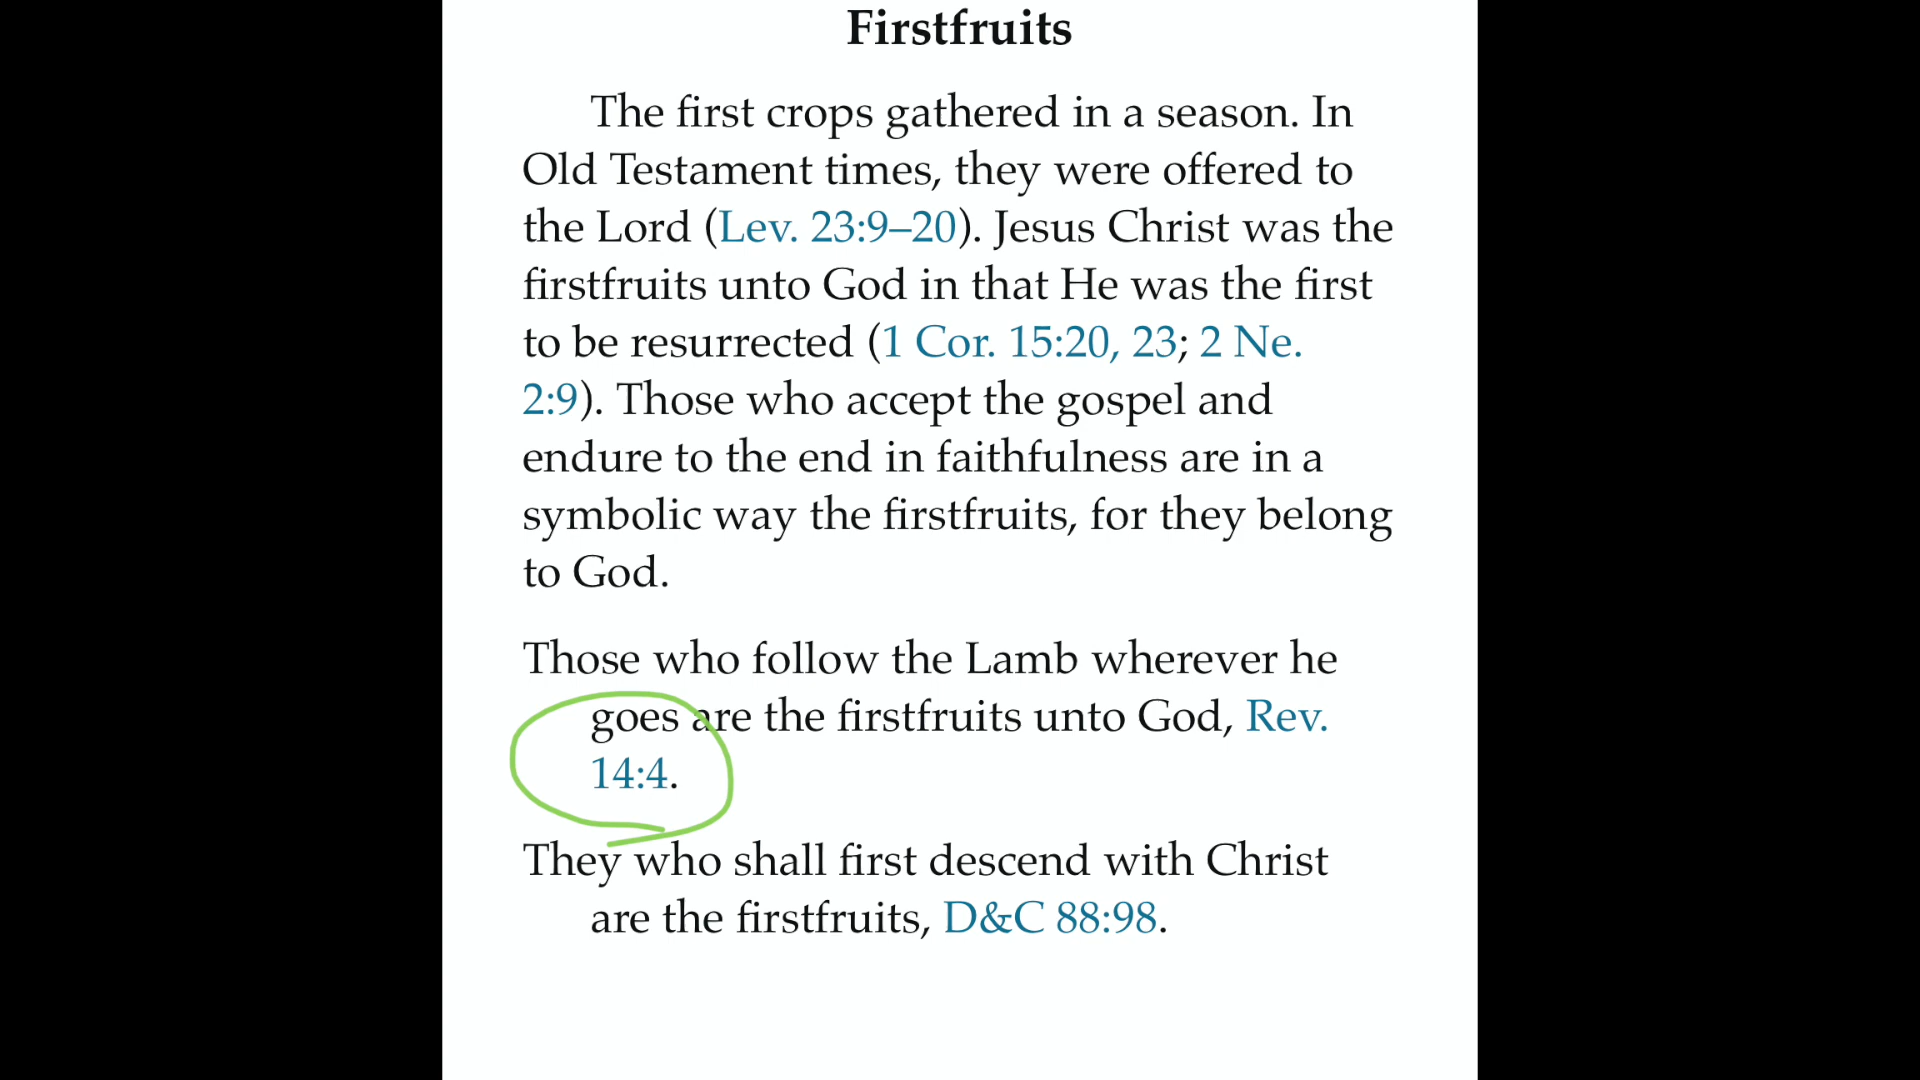 Firstfruits
The first crops gathered in a season. In
Old Testament times, they were offered to
the Lord (Lev. 23:9–20). Jesus Christ was the
firstfruits unto God in that He was the first
to be resurrected (1 Cor. 15:20, 23; 2 Ne.
2:9). Those who accept the gospel and
endure to the end in faithfulness are in a
symbolic way the firstfruits, for they belong
to God.
Those who follow the Lamb wherever he
goes are the firstfruits unto God, Rev.
14:4.
They who shall first descend with Christ
are the firstfruits, D&C 88:98.